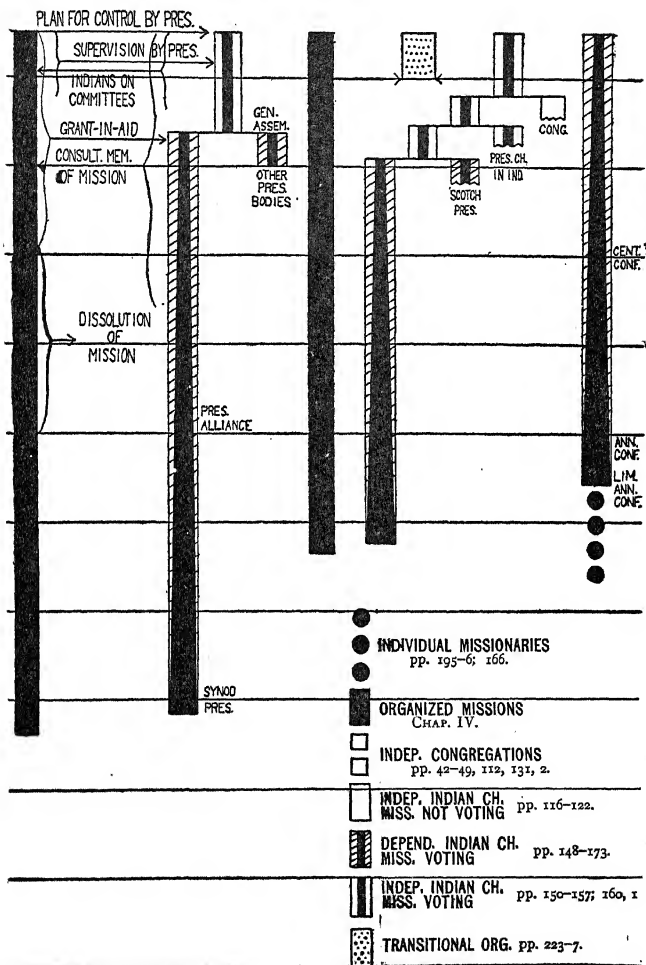 PLAN FOR CONTROL BY PRES.
SUPERVISION BY PRES.
INDIANS ON
COMMITTEES
GRANT-IN-AID
CONSULT. MEM.
OF MISSION
DISSOLUTION
OF
MISSION
GEN.
ASSEM.
OTHER
PRES.
BODIES
PRES.
ALLIANCE
SYNOD
PRES.
CONG.
PRES. CH.
IN IND.
SCOTCH
PRES.
CENT.
CONF.
ANN.
CONF.
LIM.
ANN.
CONF.
INDIVIDUAL MISSIONARIES
pp. 195-6; 166.
ORGANIZED MISSIONS
CHAP. IV.
INDEP. CONGREGATIONS
pp. 42-49, 112, 131, 2.
INDEP. INDIAN CH.
MISS. NOT VOTING pp. 116-122.
DEPEND. INDIAN CH.
MISS. VOTING pp. 148-173.
INDEP. INDIAN CH.
MISS. VOTING pp. 150-157; 160, 1
TRANSITIONAL ORG. pp. 223-7.